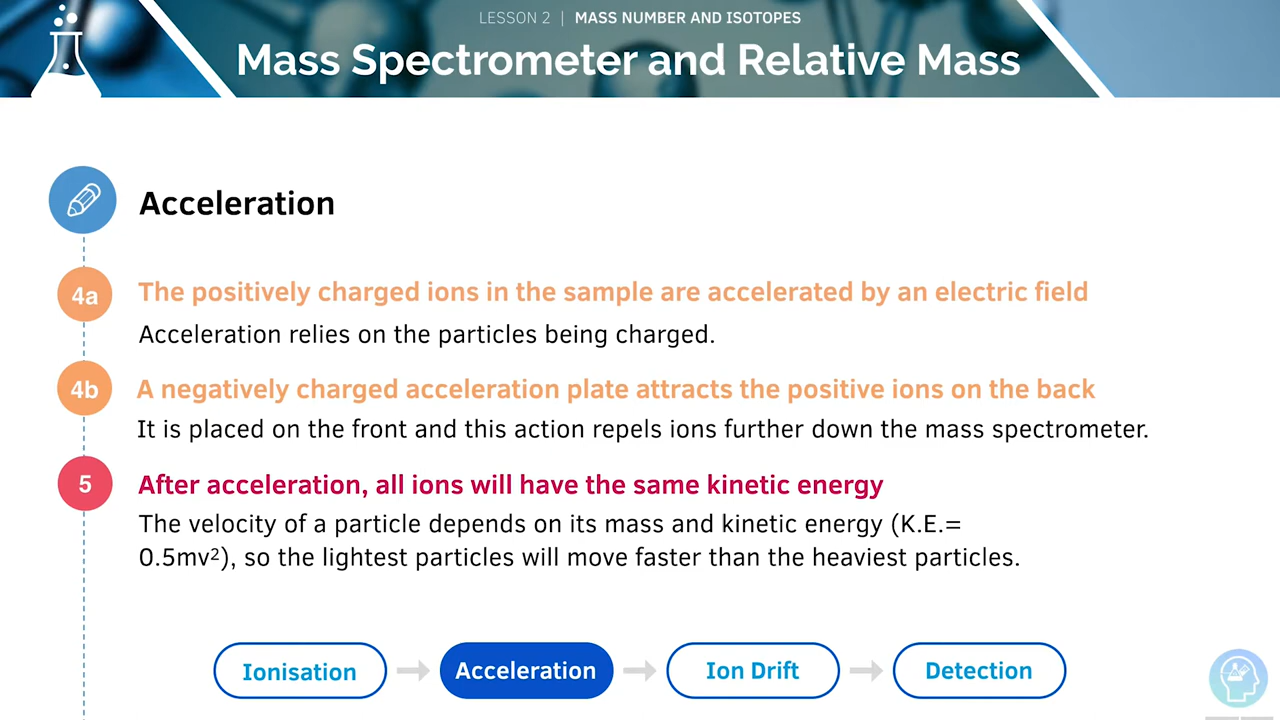 LESSON 2 | MASS NUMBER AND ISOTOPES
Mass Spectrometer and Relative Mass
Acceleration
4a
The positively charged ions in the sample are accelerated by an electric field
Acceleration relies on the particles being charged.
4b
A negatively charged acceleration plate attracts the positive ions on the back
It is placed on the front and this action repels ions further down the mass spectrometer.
5
After acceleration, all ions will have the same kinetic energy
The velocity of a particle depends on its mass and kinetic energy (K.E.=
0.5mv²), so the lightest particles will move faster than the heaviest particles.
Ionisation
Acceleration
Ion Drift
Detection